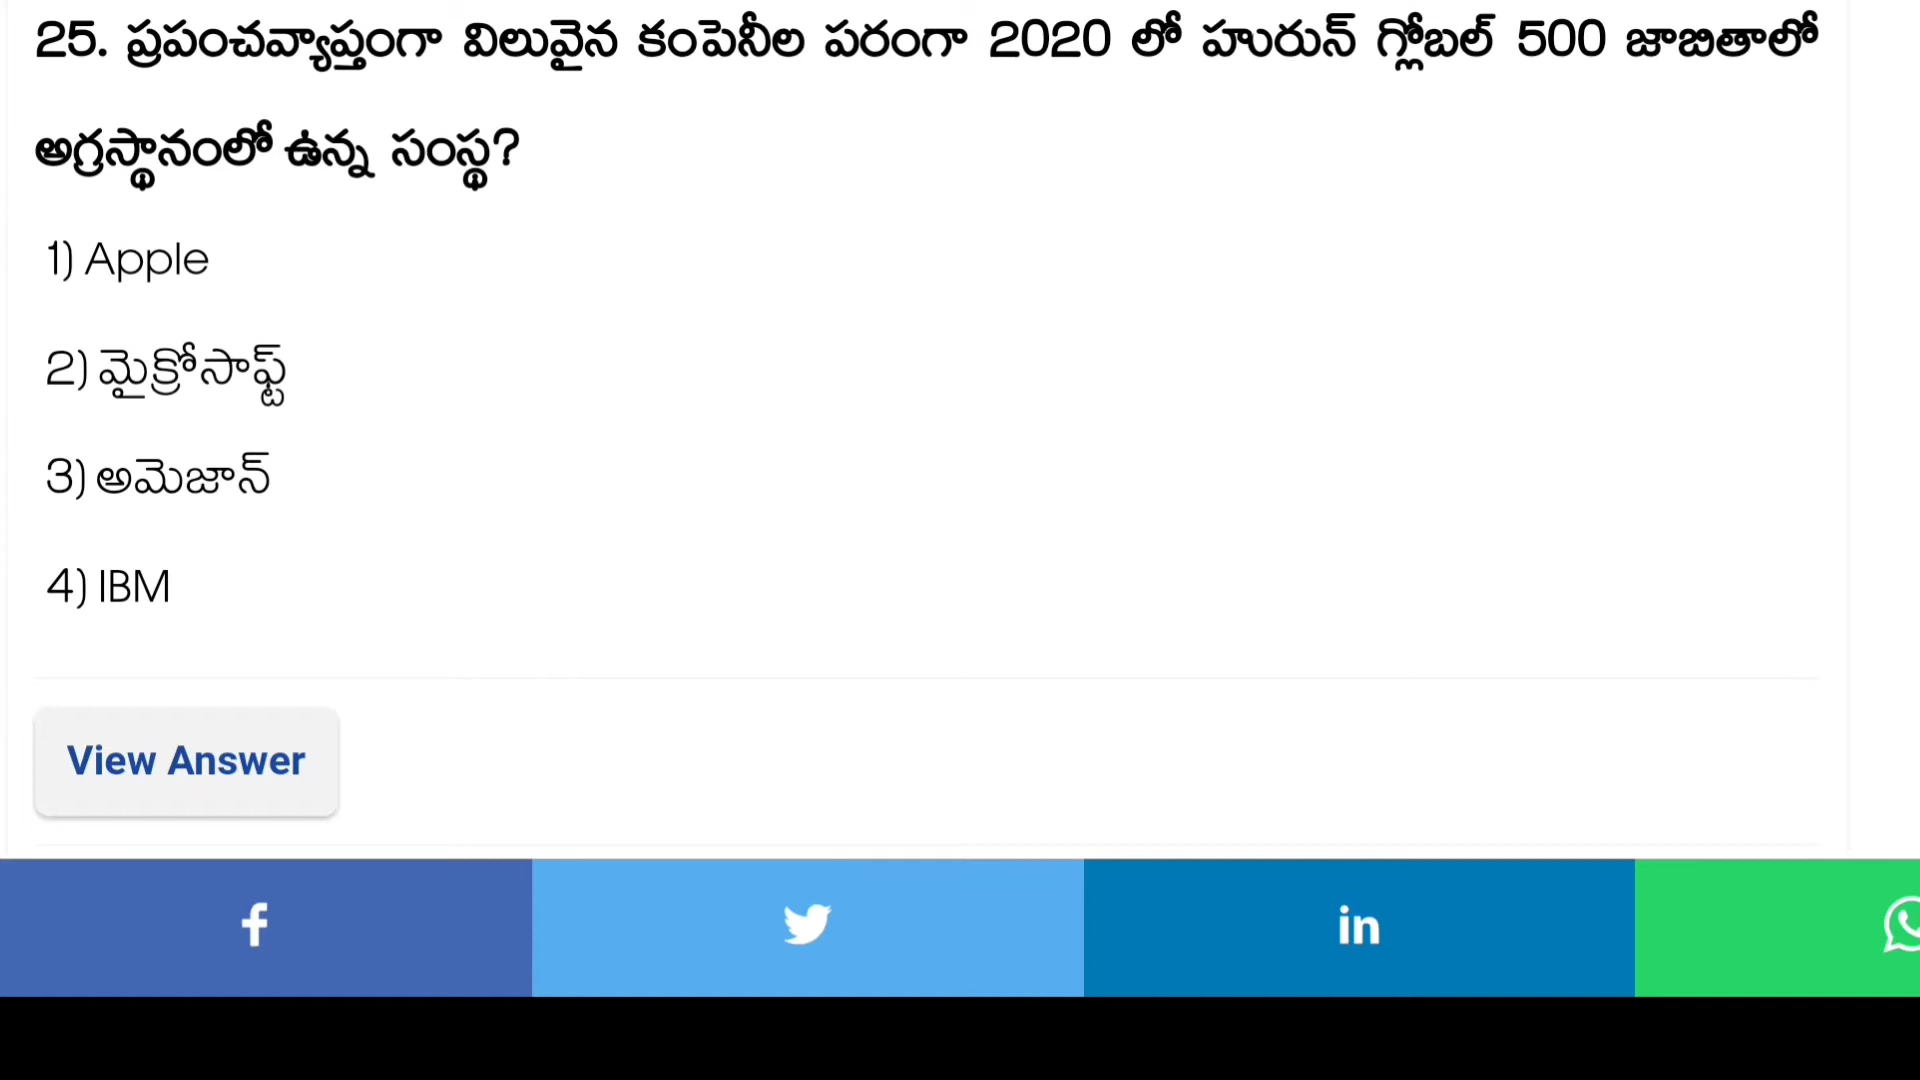 25. ప్రపంచవ్యాప్తంగా విలువైన కంపెనీల పరంగా 2020 లో హురున్ గ్లోబల్ 500 జాబితాలో
అగ్రస్థానంలో ఉన్న సంస్థ?
1) Apple
2) మైక్రోసాఫ్ట్
3) అమెజాన్
4) IBM
View Answer